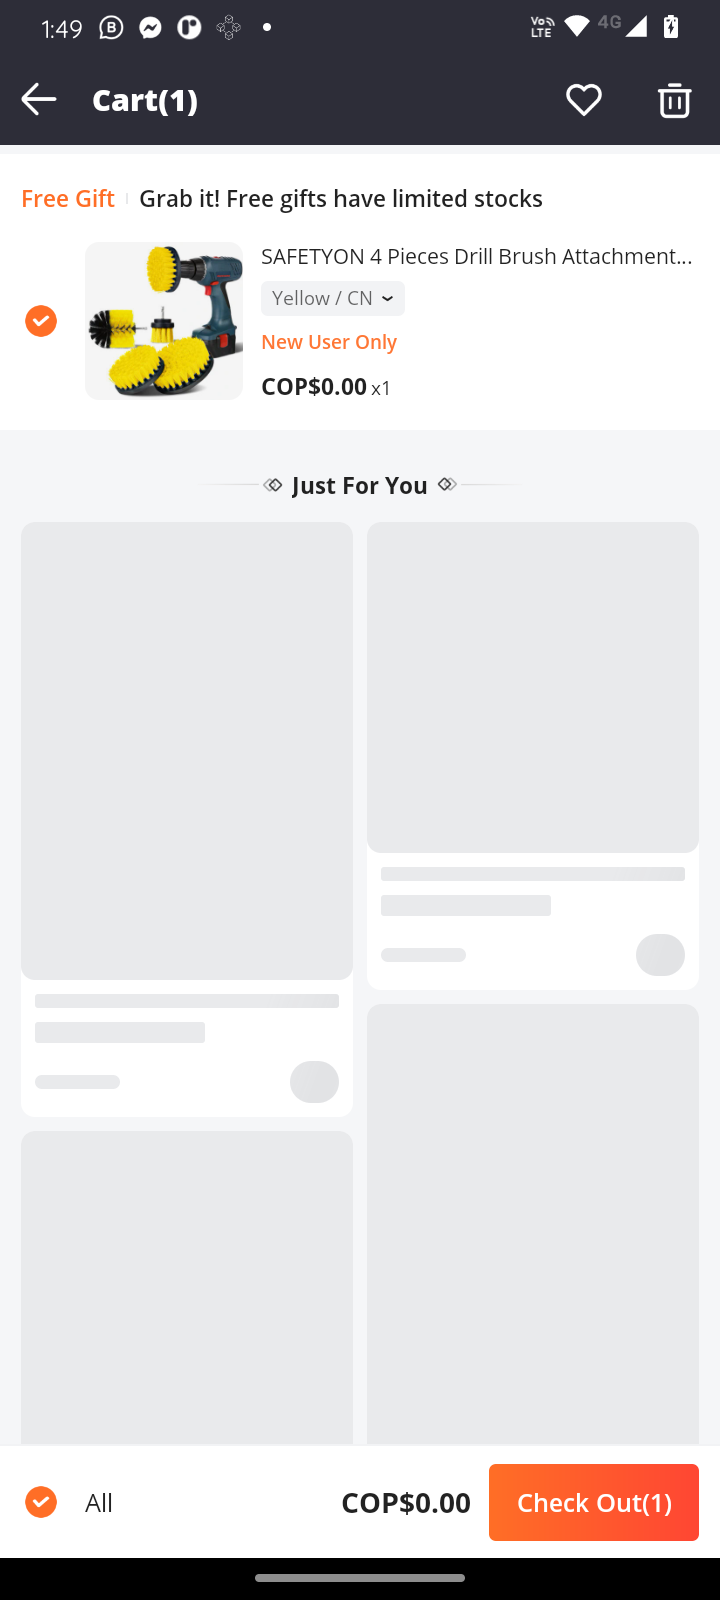 1:49
Vo LTE 4G
Cart(1)
Free Gift Grab it! Free gifts have limited stocks
SAFETYON 4 Pieces Drill Brush Attachment...
Yellow / CN
New User Only
COP$0.00 x1
Just For You
All COP$0.00 Check Out(1)